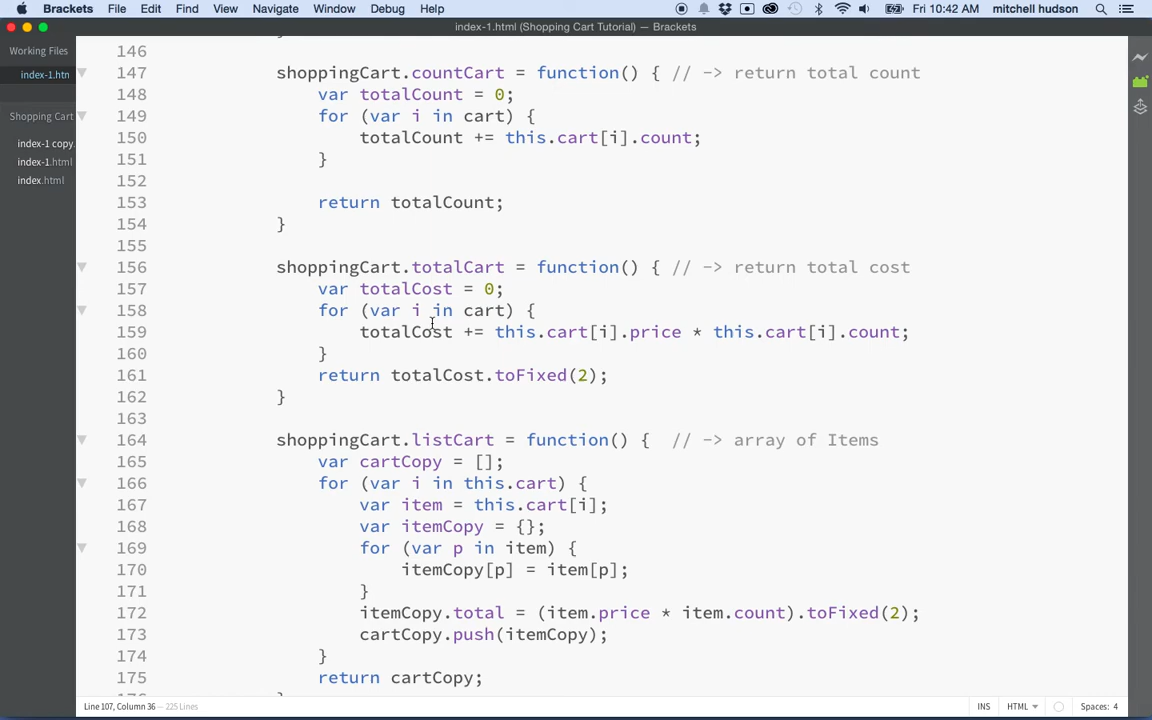 Brackets File Edit Find View Navigate Window Debug Help Fri 10:42 AM mitchell hudson
index-1.html (Shopping Cart Tutorial) — Brackets
Working Files
index-1.htn
Shopping Cart
index-1 copy.
index-1.html
index.html
146
147 shoppingCart.countCart = function() { // -> return total count
148 var totalCount = 0;
149 for (var i in cart) {
150 totalCount += this.cart[i].count;
151 }
152
153 return totalCount;
154 }
155
156 shoppingCart.totalCart = function() { // -> return total cost
157 var totalCost = 0;
158 for (var i in cart) {
159 totalCost += this.cart[i].price * this.cart[i].count;
160 }
161 return totalCost.toFixed(2);
162 }
163
164 shoppingCart.listCart = function() { // -> array of Items
165 var cartCopy = [];
166 for (var i in this.cart) {
167 var item = this.cart[i];
168 var itemCopy = {};
169 for (var p in item) {
170 itemCopy[p] = item[p];
171 }
172 itemCopy.total = (item.price * item.count).toFixed(2);
173 cartCopy.push(itemCopy);
174 }
175 return cartCopy;
Line 107, Column 36 — 225 Lines INS HTML Spaces: 4